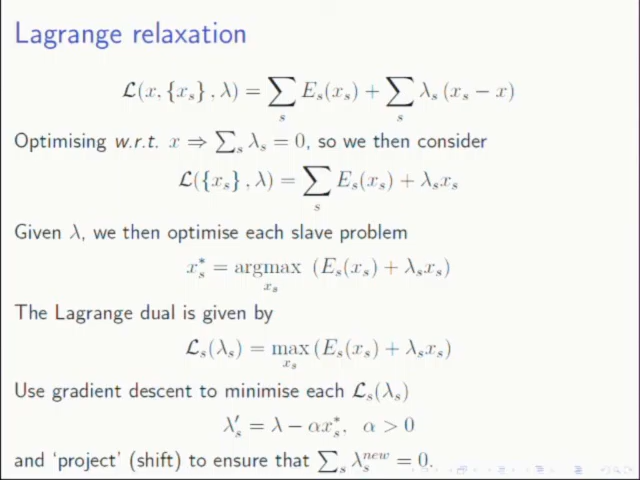 Lagrange relaxation
ℒ(x, {x_s}, λ) = ∑_s E_s(x_s) + ∑_s λ_s (x_s − x)
Optimising w.r.t. x ⇒ ∑_s λ_s = 0, so we then consider
ℒ({x_s}, λ) = ∑_s E_s(x_s) + λ_s x_s
Given λ, we then optimise each slave problem
x_s^* = argmax_{x_s} (E_s(x_s) + λ_s x_s)
The Lagrange dual is given by
ℒ_s(λ_s) = max_{x_s} (E_s(x_s) + λ_s x_s)
Use gradient descent to minimise each ℒ_s(λ_s)
λ_s′ = λ − αx_s^*, α > 0
and ‘project’ (shift) to ensure that ∑_s λ_s^{new} = 0.